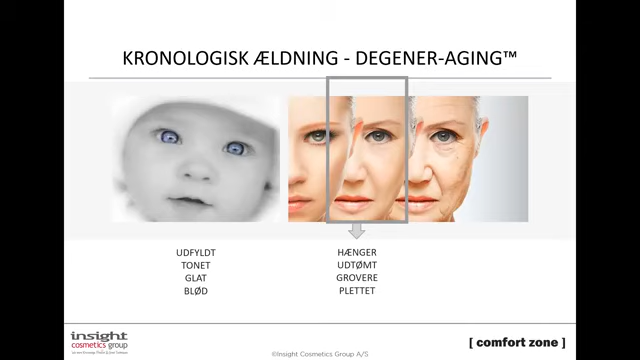 KRONOLOGISK ÆLDNING - DEGENER-AGING™
UDFYLDT
TONET
GLAT
BLØD
HÆNGER
UDTØMT
GROVERE
PLETTET
insight
cosmetics group
[ comfort zone ]
©Insight Cosmetics Group A/S